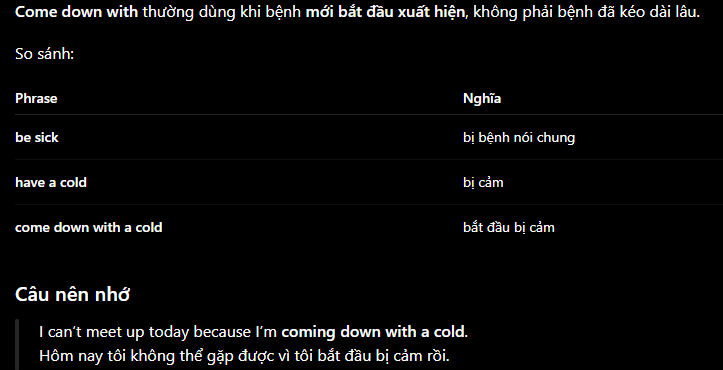 Come down with thường dùng khi bệnh mới bắt đầu xuất hiện, không phải bệnh đã kéo dài lâu.
So sánh:
Phrase Nghĩa
be sick bị bệnh nói chung
have a cold bị cảm
come down with a cold bắt đầu bị cảm
Câu nên nhớ
I can’t meet up today because I’m coming down with a cold.
Hôm nay tôi không thể gặp được vì tôi bắt đầu bị cảm rồi.